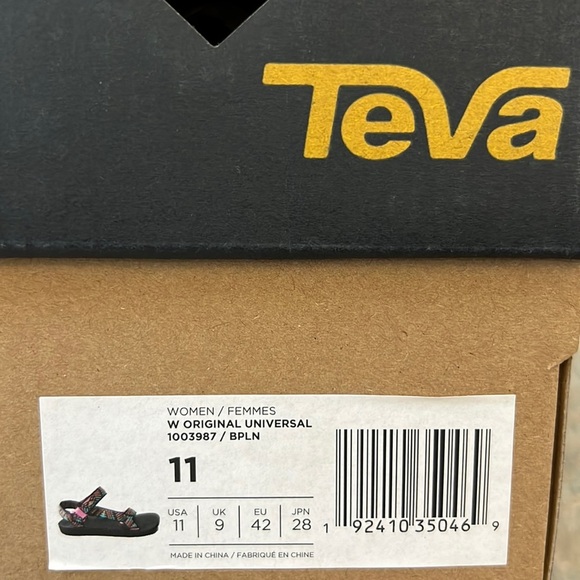 Teva
WOMEN / FEMMES
W ORIGINAL UNIVERSAL
1003987 / BPLN
11
USA UK EU JPN
11 9 42 28
MADE IN CHINA / FABRIQUÉ EN CHINE
1 92410 35046 9